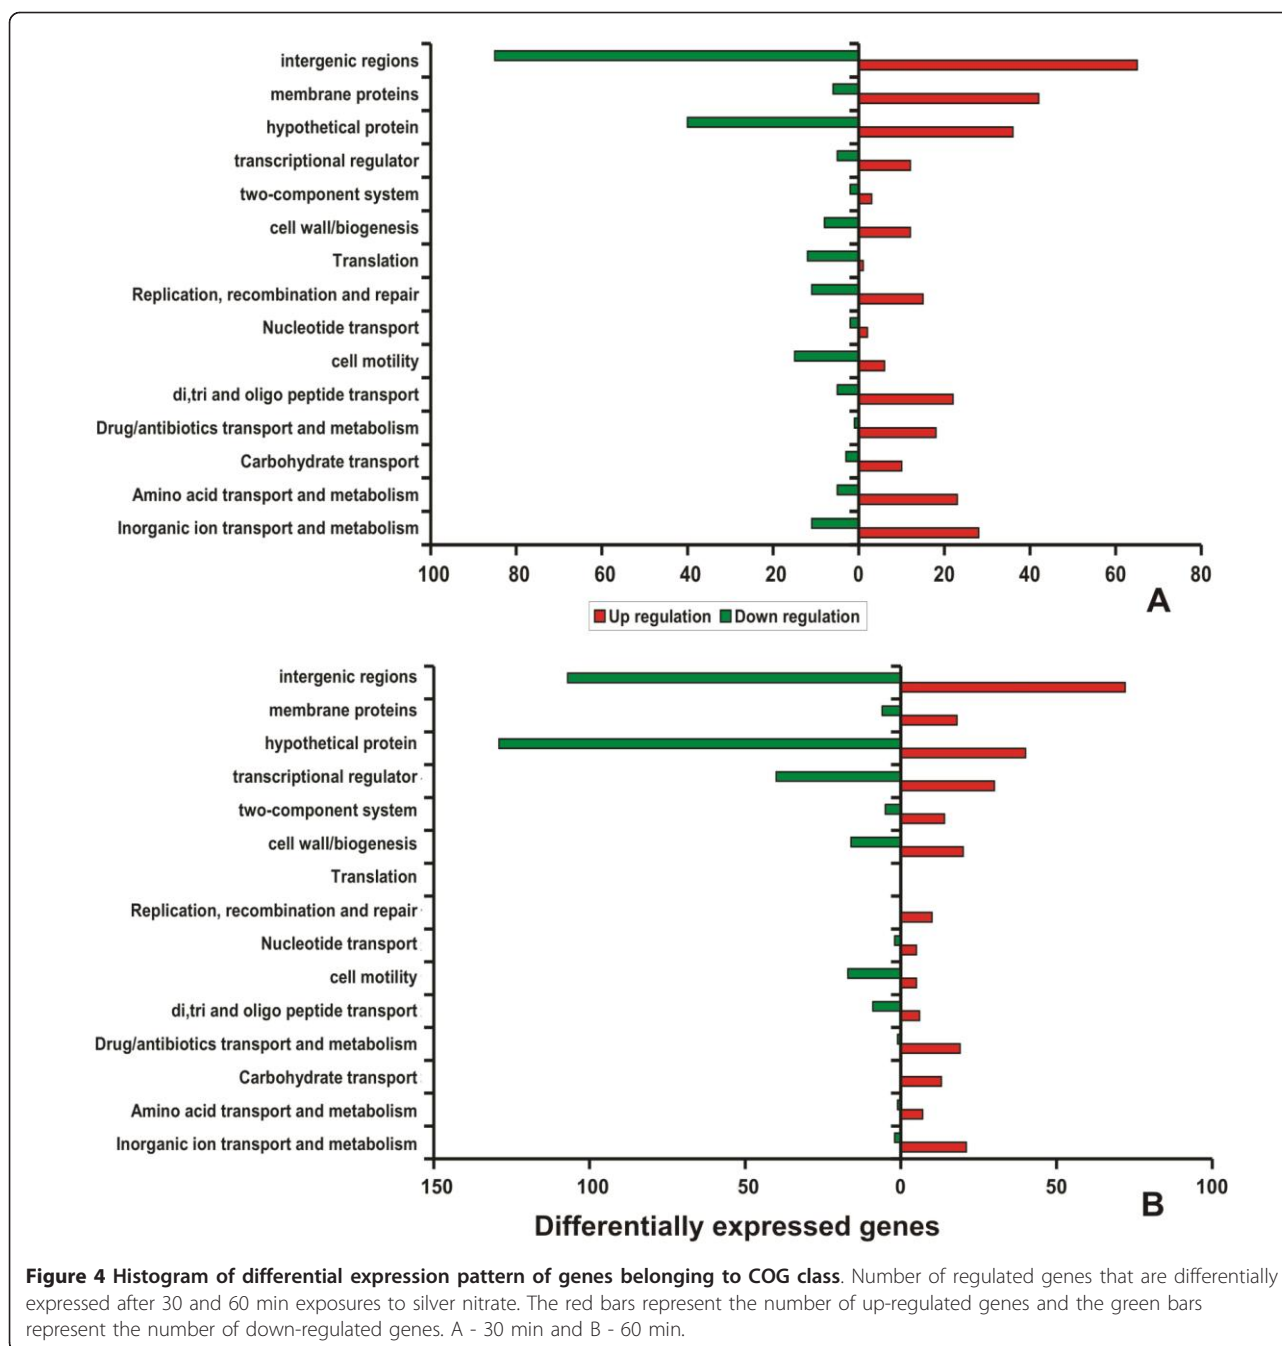 intergenic regions
membrane proteins
hypothetical protein
transcriptional regulator
two-component system
cell wall/biogenesis
Translation
Replication, recombination and repair
Nucleotide transport
cell motility
di,tri and oligo peptide transport
Drug/antibiotics transport and metabolism
Carbohydrate transport
Amino acid transport and metabolism
Inorganic ion transport and metabolism
100 80 60 40 20 0 20 40 60 80
A
Up regulation Down regulation
intergenic regions
membrane proteins
hypothetical protein
transcriptional regulator
two-component system
cell wall/biogenesis
Translation
Replication, recombination and repair
Nucleotide transport
cell motility
di,tri and oligo peptide transport
Drug/antibiotics transport and metabolism
Carbohydrate transport
Amino acid transport and metabolism
Inorganic ion transport and metabolism
150 100 50 0 50 100
B
Differentially expressed genes
Figure 4 Histogram of differential expression pattern of genes belonging to COG class. Number of regulated genes that are differentially
expressed after 30 and 60 min exposures to silver nitrate. The red bars represent the number of up-regulated genes and the green bars
represent the number of down-regulated genes. A - 30 min and B - 60 min.